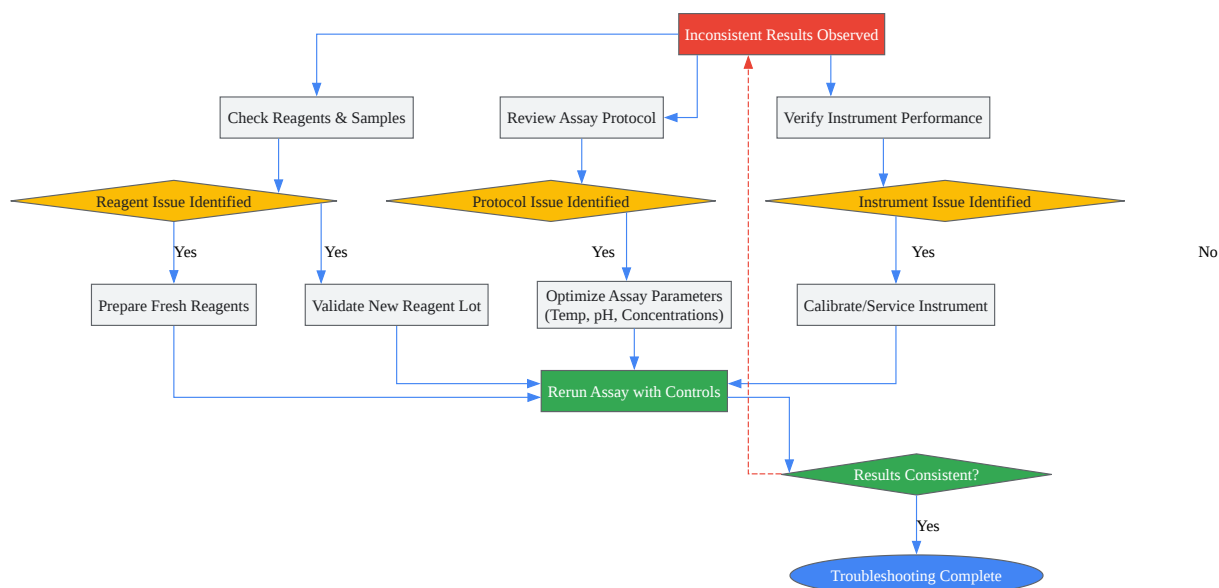 Inconsistent Results Observed
Check Reagents & Samples
Review Assay Protocol
Verify Instrument Performance
Reagent Issue Identified
Protocol Issue Identified
Instrument Issue Identified
Yes
Yes
Yes
Yes
No
Prepare Fresh Reagents
Validate New Reagent Lot
Optimize Assay Parameters
(Temp, pH, Concentrations)
Calibrate/Service Instrument
Rerun Assay with Controls
Results Consistent?
Yes
Troubleshooting Complete